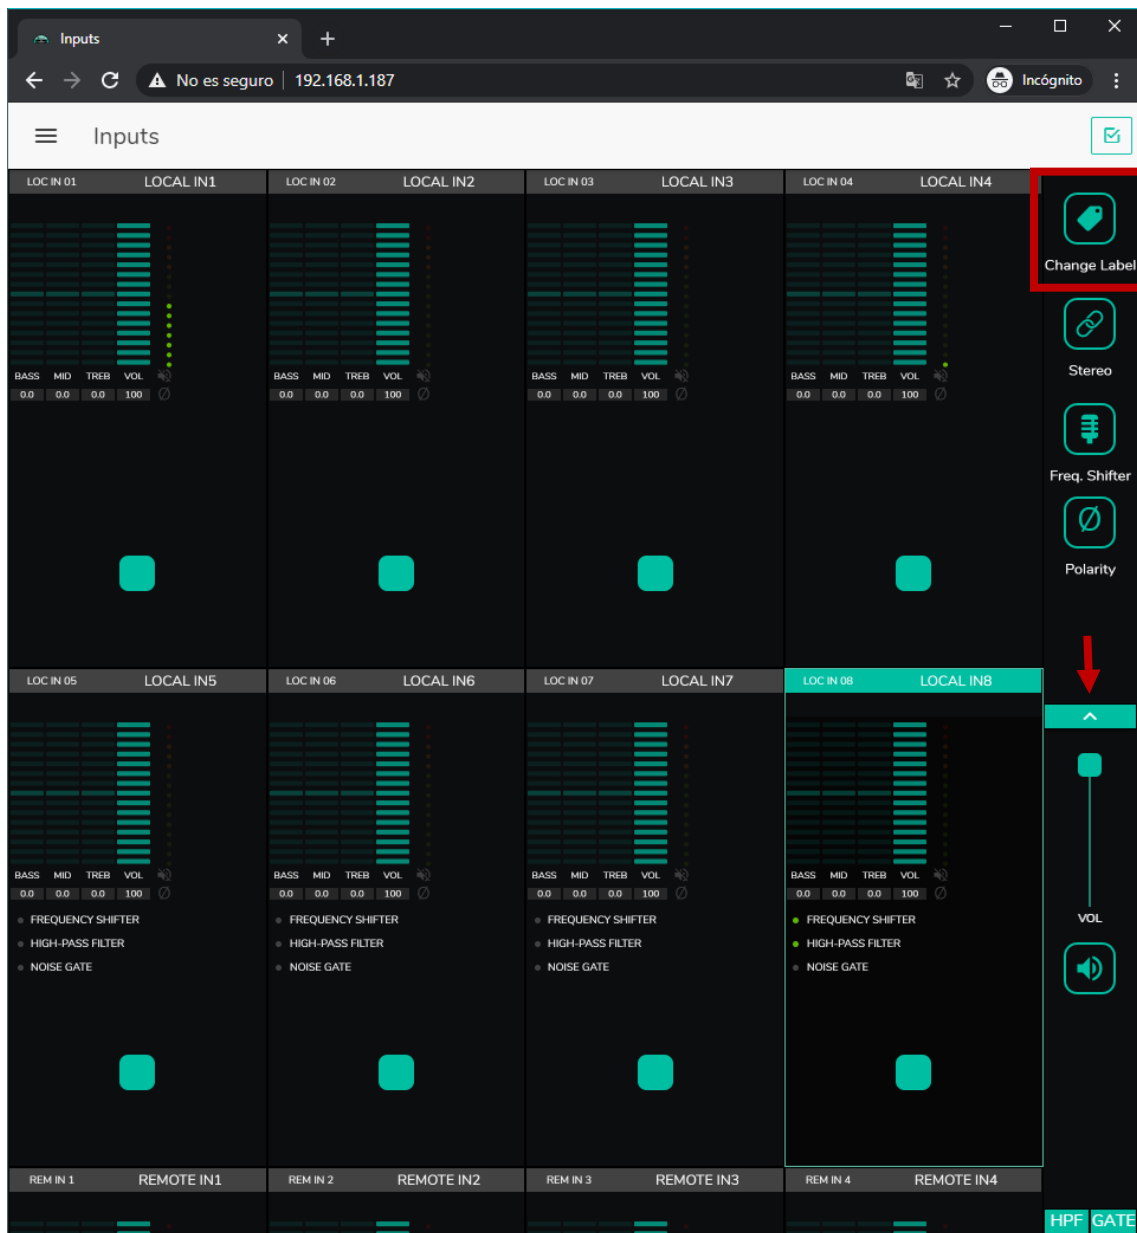 Inputs
No es seguro 192.168.1.187 Incógnito
Inputs
LOC IN 01 LOCAL IN1 LOC IN 02 LOCAL IN2 LOC IN 03 LOCAL IN3 LOC IN 04 LOCAL IN4
Change Label
Stereo
BASS MID TREB VOL BASS MID TREB VOL BASS MID TREB VOL BASS MID TREB VOL
0.0 0.0 0.0 100 0.0 0.0 0.0 100 0.0 0.0 0.0 100 0.0 0.0 0.0 100
Freq. Shifter
Polarity
LOC IN 05 LOCAL IN5 LOC IN 06 LOCAL IN6 LOC IN 07 LOCAL IN7 LOC IN 08 LOCAL IN8
BASS MID TREB VOL BASS MID TREB VOL BASS MID TREB VOL BASS MID TREB VOL
0.0 0.0 0.0 100 0.0 0.0 0.0 100 0.0 0.0 0.0 100 0.0 0.0 0.0 100
FREQUENCY SHIFTER FREQUENCY SHIFTER FREQUENCY SHIFTER FREQUENCY SHIFTER
VOL
HIGH-PASS FILTER HIGH-PASS FILTER HIGH-PASS FILTER HIGH-PASS FILTER
NOISE GATE NOISE GATE NOISE GATE NOISE GATE
REM IN 1 REMOTE IN1 REM IN 2 REMOTE IN2 REM IN 3 REMOTE IN3 REM IN 4 REMOTE IN4
HPF GATE